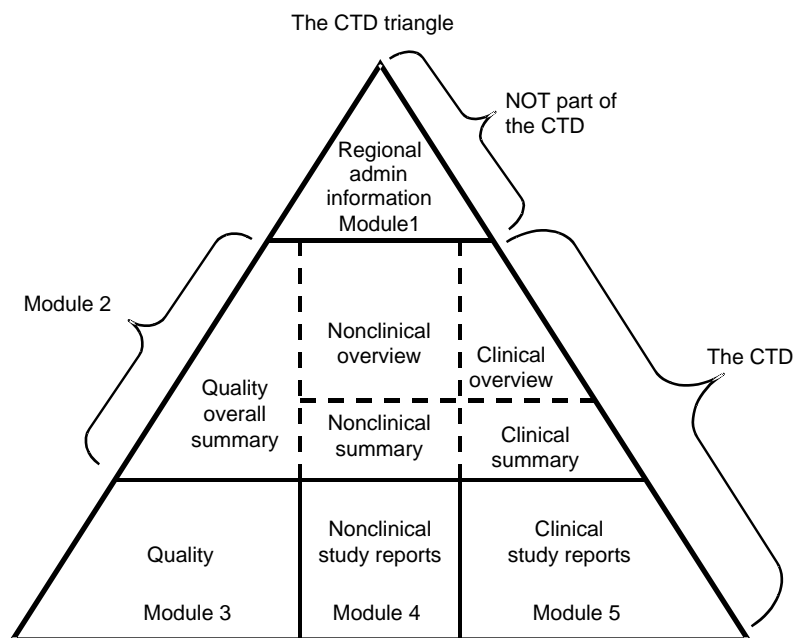 The CTD triangle
NOT part of
the CTD
Regional
admin
information
Module1
Module 2
Nonclinical
overview
Clinical
overview
The CTD
Quality
overall
summary
Nonclinical
summary
Clinical
summary
Quality
Nonclinical
study reports
Clinical
study reports
Module 3
Module 4
Module 5